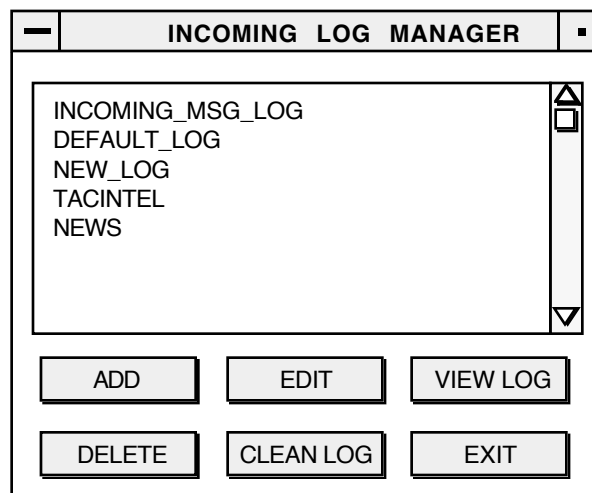 INCOMING LOG MANAGER
INCOMING_MSG_LOG
DEFAULT_LOG
NEW_LOG
TACINTEL
NEWS
ADD EDIT VIEW LOG
DELETE CLEAN LOG EXIT